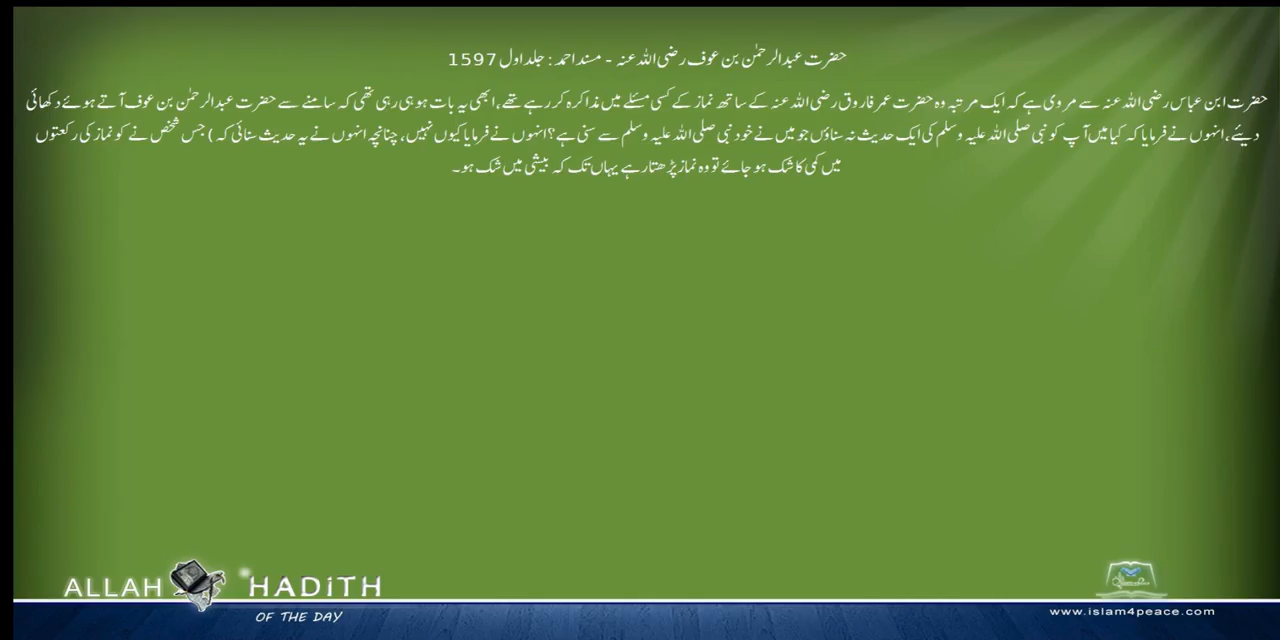 حضرت عبدالرحمٰن بن عوف رضی اللہ عنہ - مسند احمد : جلد اول 1597
حضرت ابن عباس رضی اللہ عنہ سے مروی ہے کہ ایک مرتبہ وہ حضرت عمر فاروق رضی اللہ عنہ کے ساتھ نماز کے کسی مسئلے میں مذاکرہ کر رہے تھے، ابھی یہ بات ہو ہی رہی تھی کہ سامنے سے حضرت عبدالرحمٰن بن عوف آتے ہوئے دکھائی
دیئے، انہوں نے فرمایا کہ کیا میں آپ کو نبی صلی اللہ علیہ وسلم کی ایک حدیث نہ سناؤں جو میں نے خود نبی صلی اللہ علیہ وسلم سے سنی ہے؟ انہوں نے فرمایا کیوں نہیں، چنانچہ انہوں نے یہ حدیث سنائی کہ ) جس شخص نے کو نماز کی رکعتوں
میں کمی کا شک ہو جائے تو وہ نماز پڑھتا رہے یہاں تک کہ بیشی میں شک ہو۔
ALLAH HADITH
OF THE DAY
www.islam4peace.com